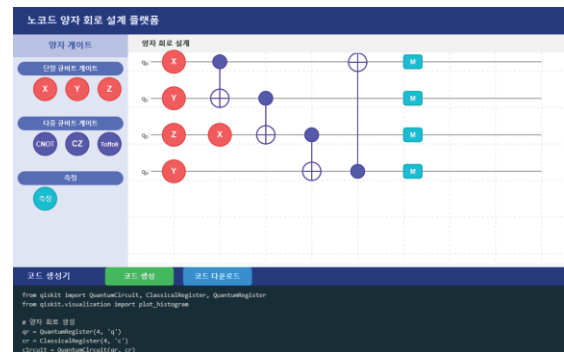 노코드 양자 회로 설계 플랫폼
양자 게이트
단일 큐비트 게이트
X Y Z
다중 큐비트 게이트
CNOT CZ Toffoli
측정
측정
양자 회로 설계
q₀ X M
q₁ Y M
q₂ Z X M
q₃ Y M
코드 생성기
코드 생성
코드 다운로드
from qiskit import QuantumCircuit, ClassicalRegister, QuantumRegister
from qiskit.visualization import plot_histogram
# 양자 회로 생성
qr = QuantumRegister(4, 'q')
cr = ClassicalRegister(4, 'c')
circuit = QuantumCircuit(qr, cr)